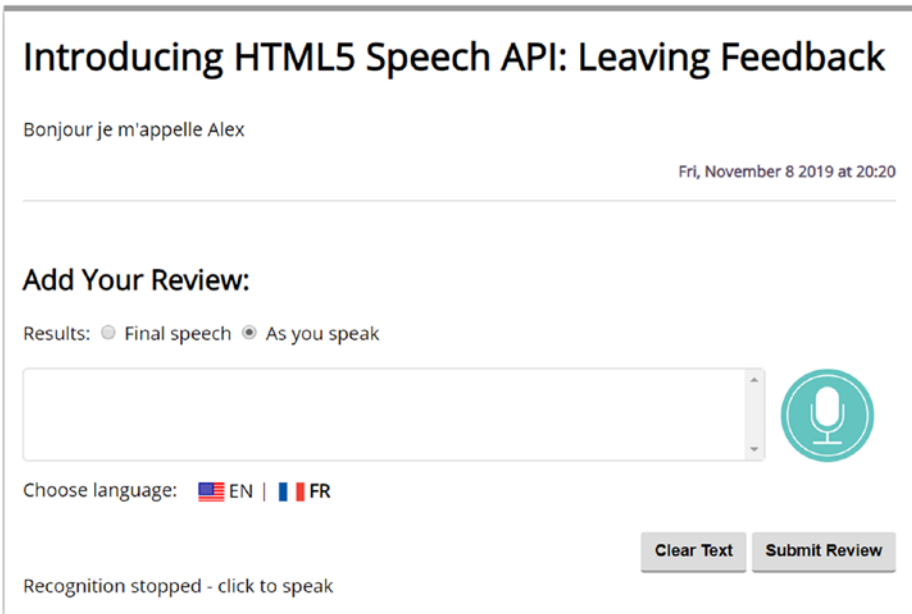 Introducing HTML5 Speech API: Leaving Feedback
Bonjour je m'appelle Alex
Fri, November 8 2019 at 20:20
Add Your Review:
Results: Final speech As you speak
Choose language: EN | FR
Clear Text Submit Review
Recognition stopped - click to speak